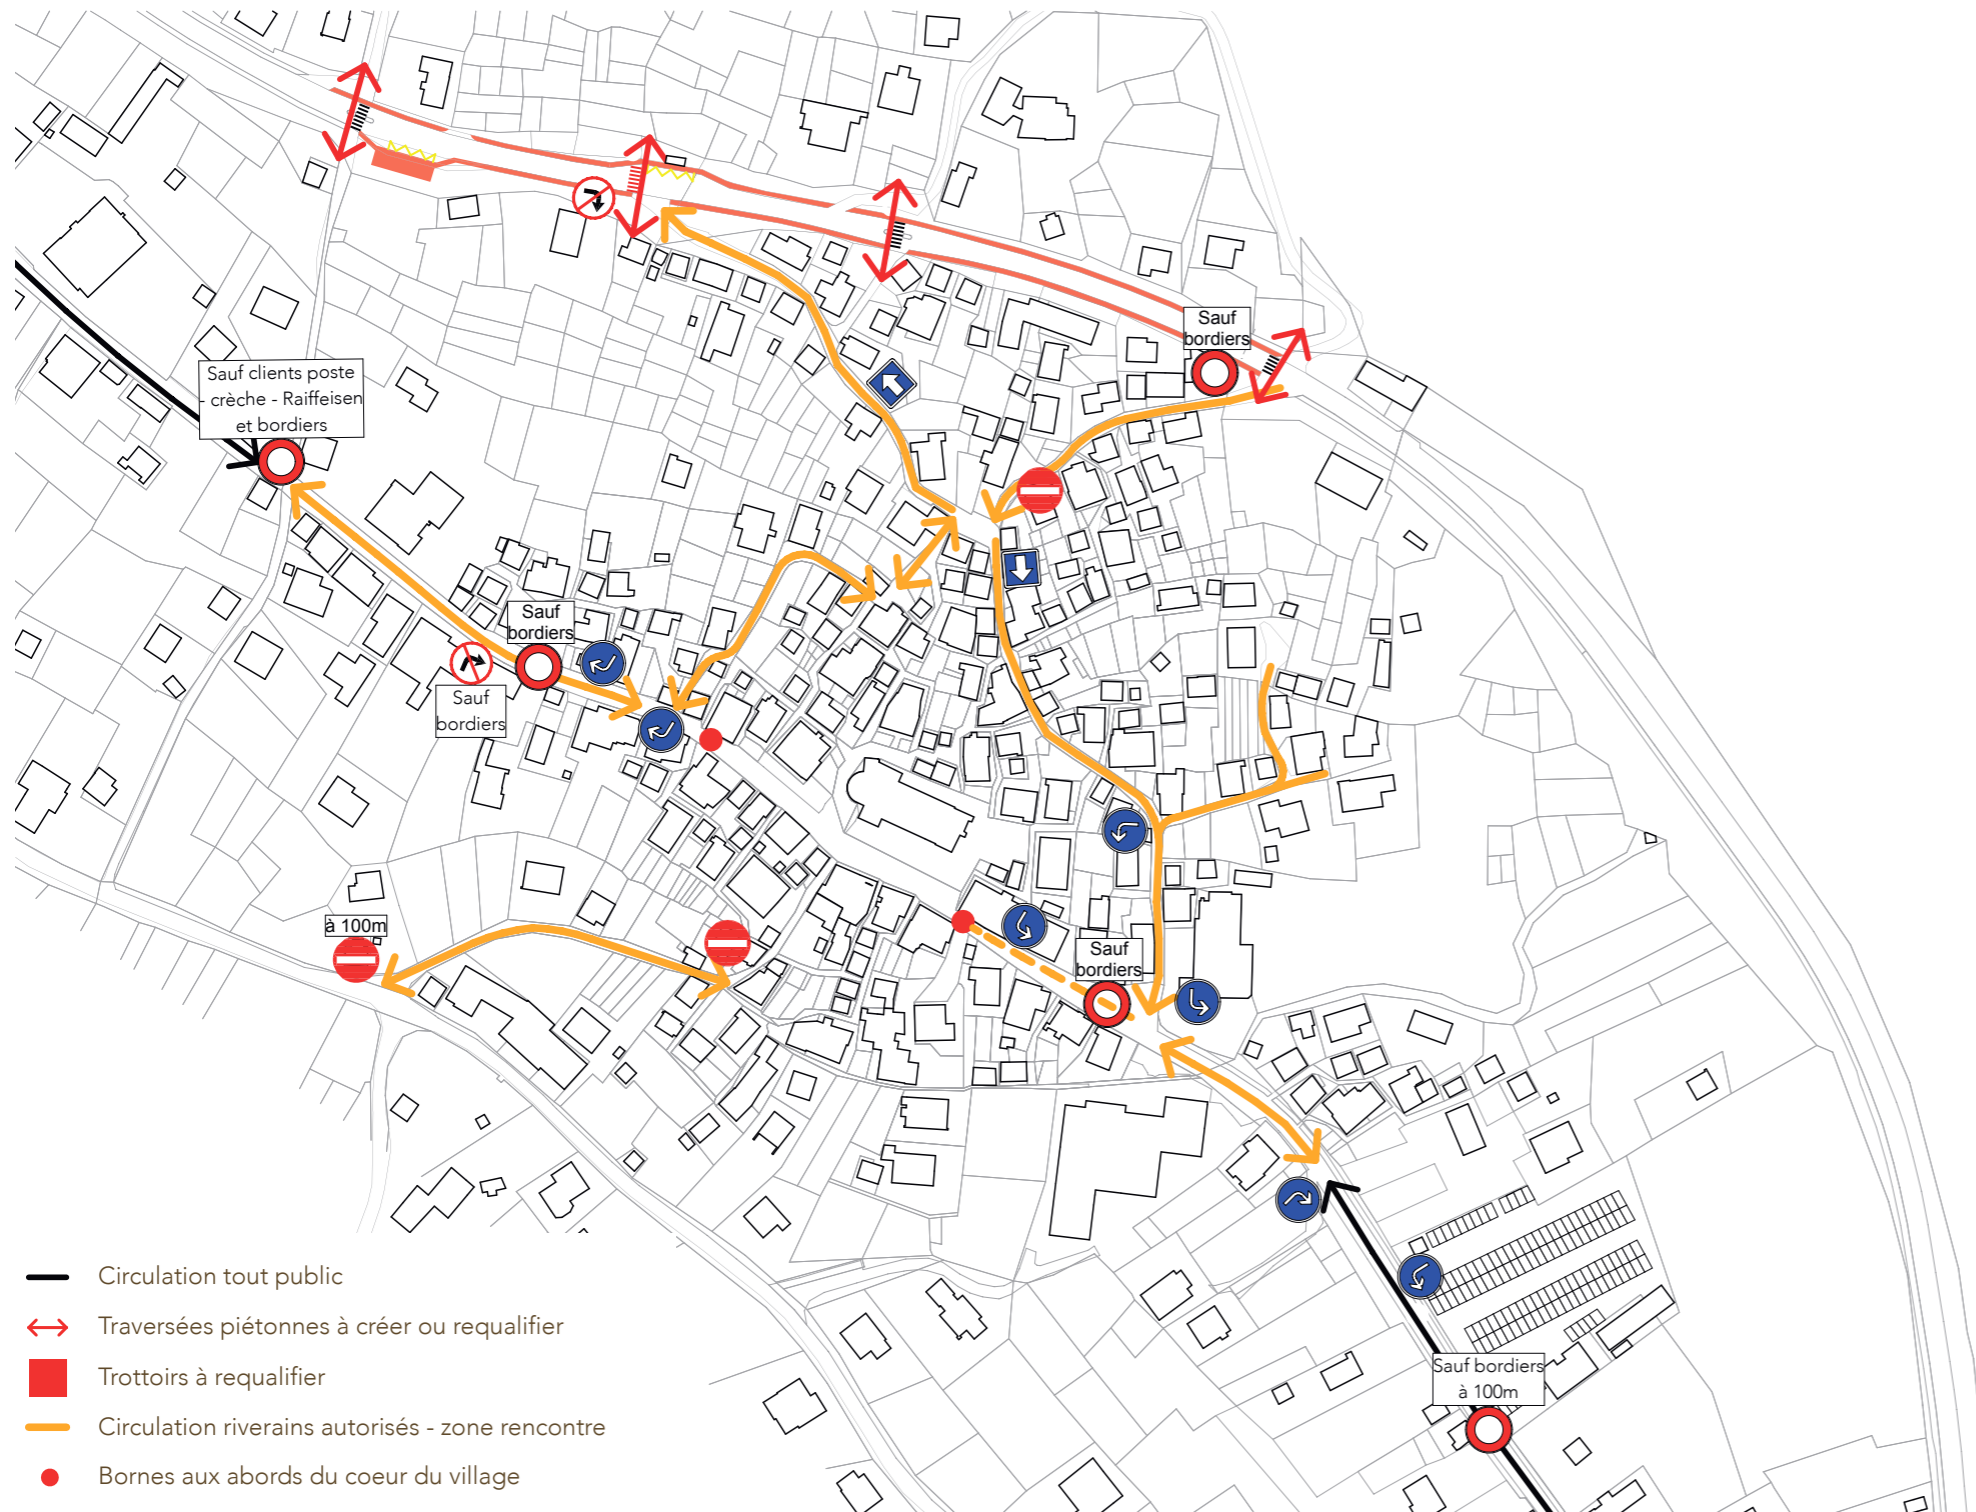 Sauf
bordiers
Sauf clients poste
- crèche - Raiffeisen
et bordiers
Sauf
bordiers
Sauf
bordiers
à 100m
Sauf
bordiers
Sauf bordiers
à 100m
Circulation tout public
Traversées piétonnes à créer ou requalifier
Trottoirs à requalifier
Circulation riverains autorisés - zone rencontre
Bornes aux abords du coeur du village